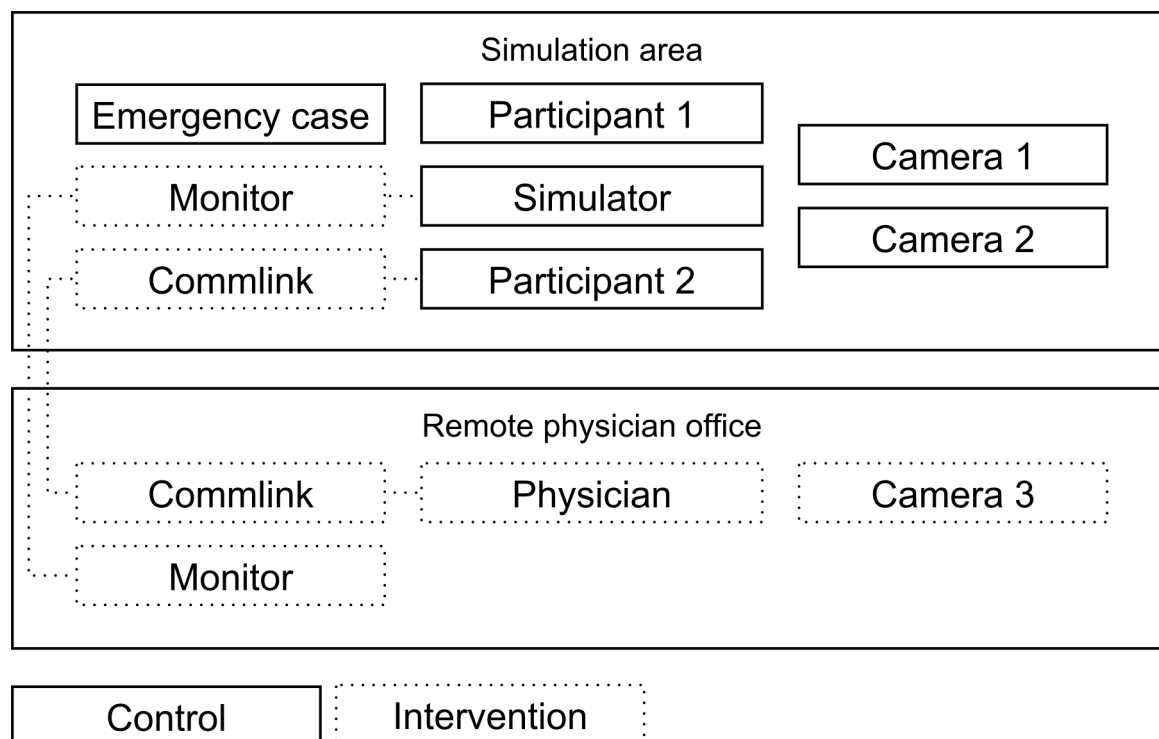 Simulation area
Emergency case
Participant 1
Camera 1
Monitor
Simulator
Camera 2
Commlink
Participant 2
Remote physician office
Commlink
Physician
Camera 3
Monitor
Control
Intervention